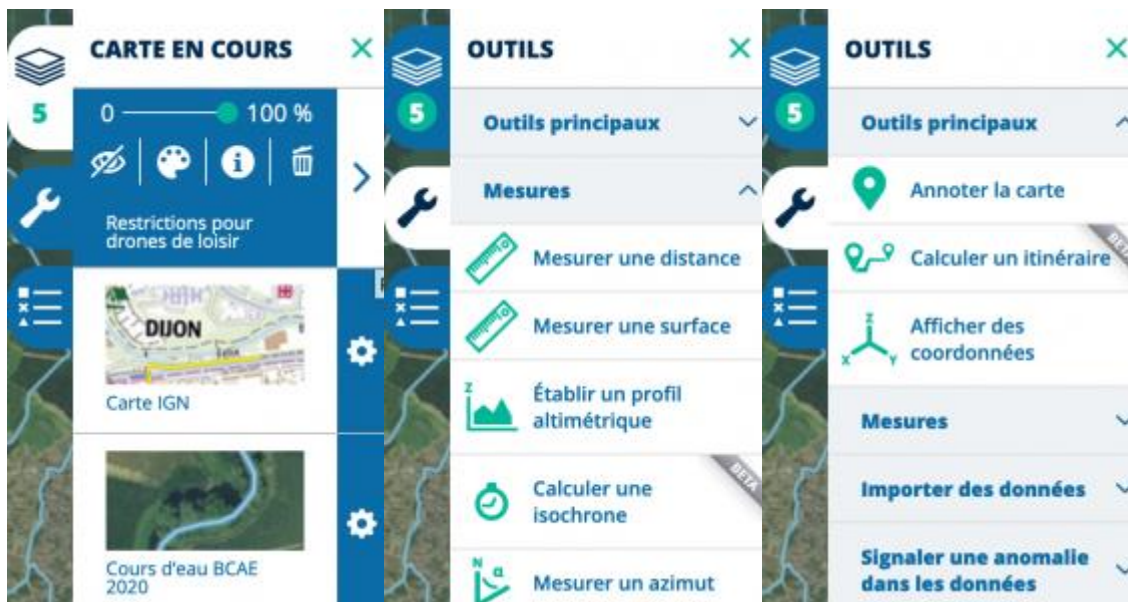 CARTE EN COURS
5
0
100 %
Restrictions pour
drones de loisir
DIJON
Carte IGN
Cours d'eau BCAE
2020
OUTILS
5
Outils principaux
Mesures
Mesurer une distance
Mesurer une surface
Z
Établir un profil
altimétrique
BETA
Calculer une
isochrone
N
α
Mesurer un azimut
OUTILS
5
Outils principaux
Annoter la carte
BETA
Calculer un itinéraire
Z
X
Y
Afficher des
coordonnées
Mesures
Importer des données
Signaler une anomalie
dans les données